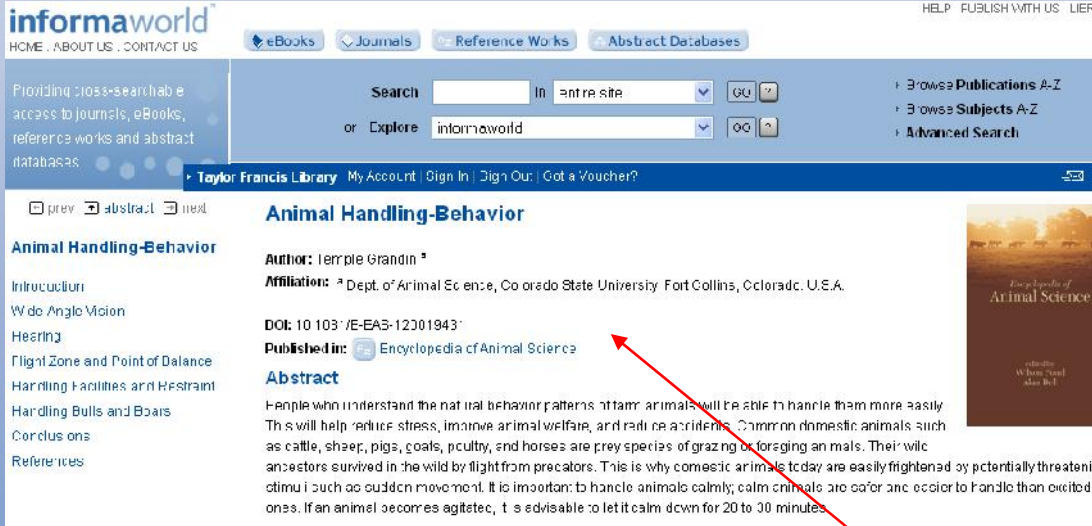 HELP PUBLISH WITH US
informaworld
HOME . ABOUT US . CONTACT US
eBooks Journals Reference Works Abstract Databases
Providing cross-searchable
access to journals, eBooks,
reference works and abstract
databases
Search In entire site GO ?
or Explore informaworld GO ?
Browse Publications A-Z
Browse Subjects A-Z
Advanced Search
Taylor Francis Library My Account | Sign In | Sign Out | Got a Voucher?
prev abstract next
Animal Handling-Behavior
Introduction
Wide Angle Vision
Hearing
Flight Zone and Point of Balance
Handling Facilities and Restraint
Handling Bulls and Boars
Conclusions
References
Animal Handling-Behavior
Author: Temple Grandin a
Affiliation: a Dept. of Animal Science, Colorado State University, Fort Collins, Colorado, U.S.A.
DOI: 10.1081/E-EAS-120019431
Published in: Encyclopedia of Animal Science
Abstract
People who understand the natural behavior patterns of farm animals will be able to handle them more easily.
This will help reduce stress, improve animal welfare, and reduce accidents. Common domestic animals such
as cattle, sheep, pigs, goats, poultry, and horses are prey species of grazing or foraging animals. Their wild
ancestors survived in the wild by flight from predators. This is why domestic animals today are easily frightened by potentially threateni
stimuli such as sudden movement. It is important to handle animals calmly; calm animals are safer and easier to handle than excited
ones. If an animal becomes agitated, it is advisable to let it calm down for 20 to 30 minutes
Encyclopedia of
Animal Science
edited by
Wilson Pond
Alan Bell